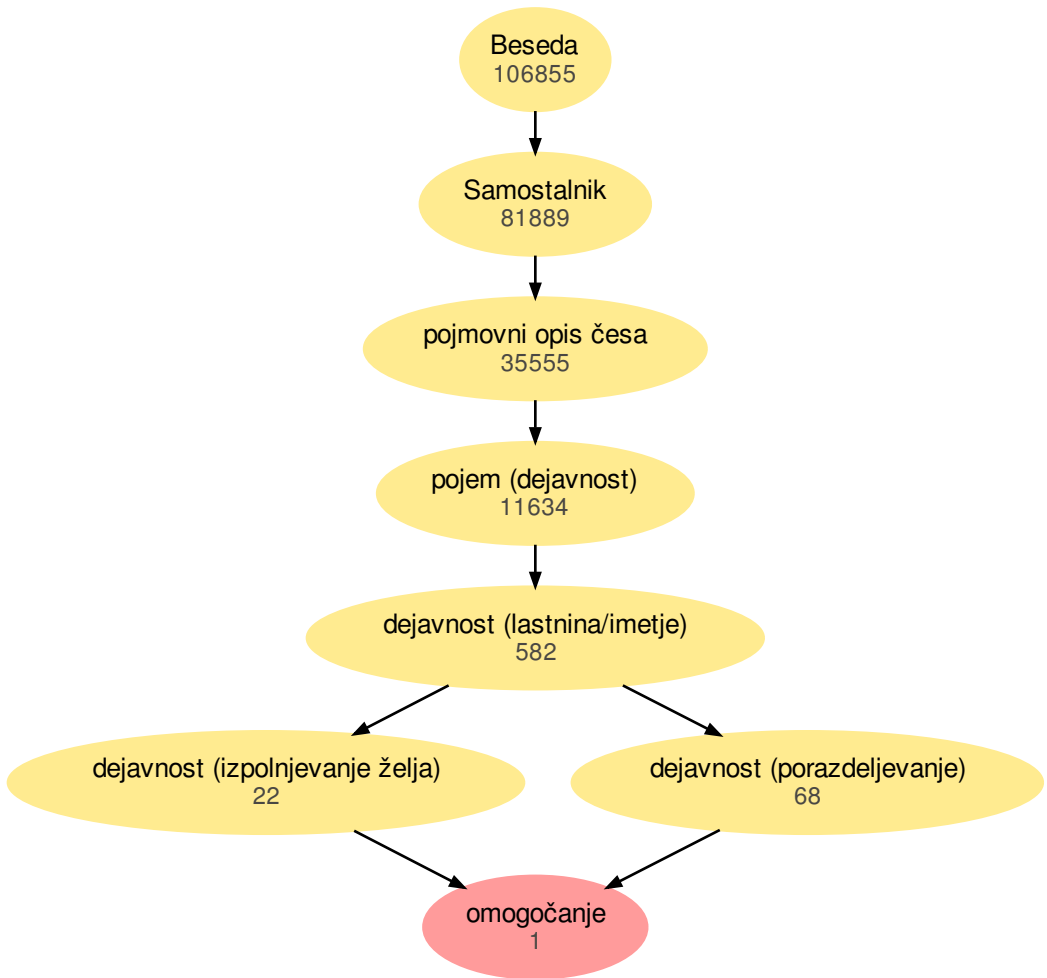 Beseda
106855
Samostalnik
81889
pojmovni opis česa
35555
pojem (dejavnost)
11634
dejavnost (lastnina/imetje)
582
dejavnost (izpolnjevanje želja)
22
dejavnost (porazdeljevanje)
68
omogočanje
1